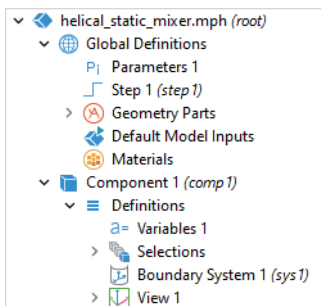 helical_static_mixer.mph (root)
Global Definitions
Pi Parameters 1
Step 1 (step1)
Geometry Parts
Default Model Inputs
Materials
Component 1 (comp1)
Definitions
a= Variables 1
Selections
Boundary System 1 (sys1)
View 1